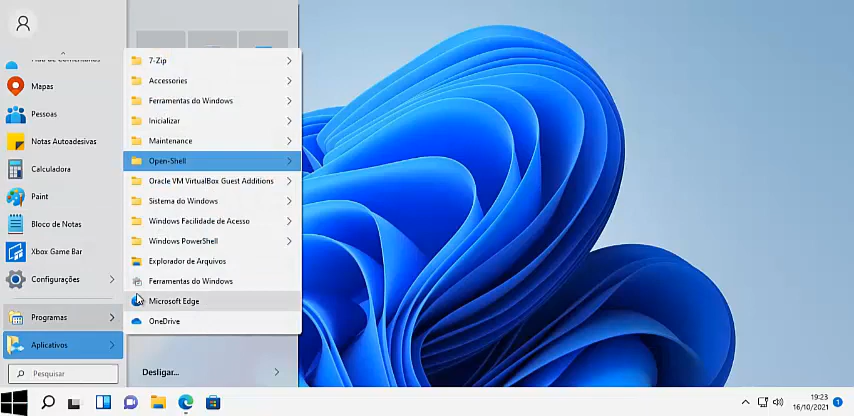 Mapas
Pessoas
Notas Autoadesivas
Calculadora
Paint
Bloco de Notas
Xbox Game Bar
Configurações
Programas
Aplicativos
Pesquisar
7-Zip
Accessories
Ferramentas do Windows
Inicializar
Maintenance
Open-Shell
Oracle VM VirtualBox Guest Additions
Sistema do Windows
Windows Facilidade de Acesso
Windows PowerShell
Explorador de Arquivos
Ferramentas do Windows
Microsoft Edge
OneDrive
Desligar...
19:23
16/10/2021
1